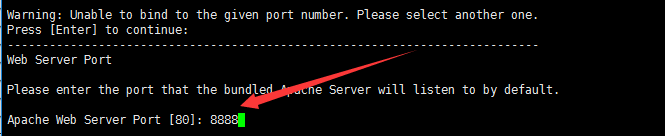 Warning: Unable to bind to the given port number. Please select another one.
Press [Enter] to continue:
----------------------------------------------------------------------------
Web Server Port
Please enter the port that the bundled Apache Server will listen to by default.
Apache Web Server Port [80]: 8888